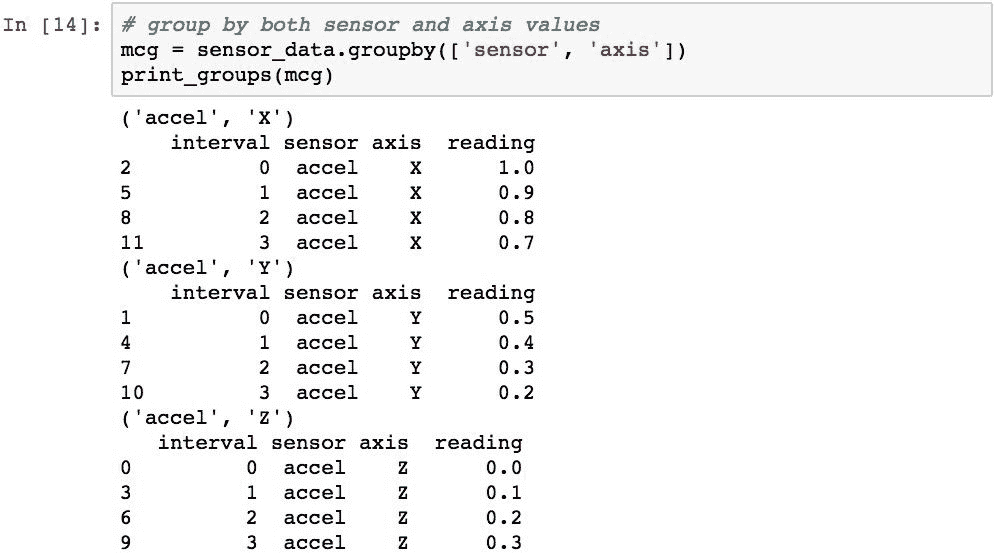 In [14]: # group by both sensor and axis values
mcg = sensor_data.groupby(['sensor', 'axis'])
print_groups(mcg)
('accel', 'X')
    interval sensor axis  reading
2          0  accel    X      1.0
5          1  accel    X      0.9
8          2  accel    X      0.8
11         3  accel    X      0.7
('accel', 'Y')
    interval sensor axis  reading
1          0  accel    Y      0.5
4          1  accel    Y      0.4
7          2  accel    Y      0.3
10         3  accel    Y      0.2
('accel', 'Z')
   interval sensor axis  reading
0         0  accel    Z      0.0
3         1  accel    Z      0.1
6         2  accel    Z      0.2
9         3  accel    Z      0.3